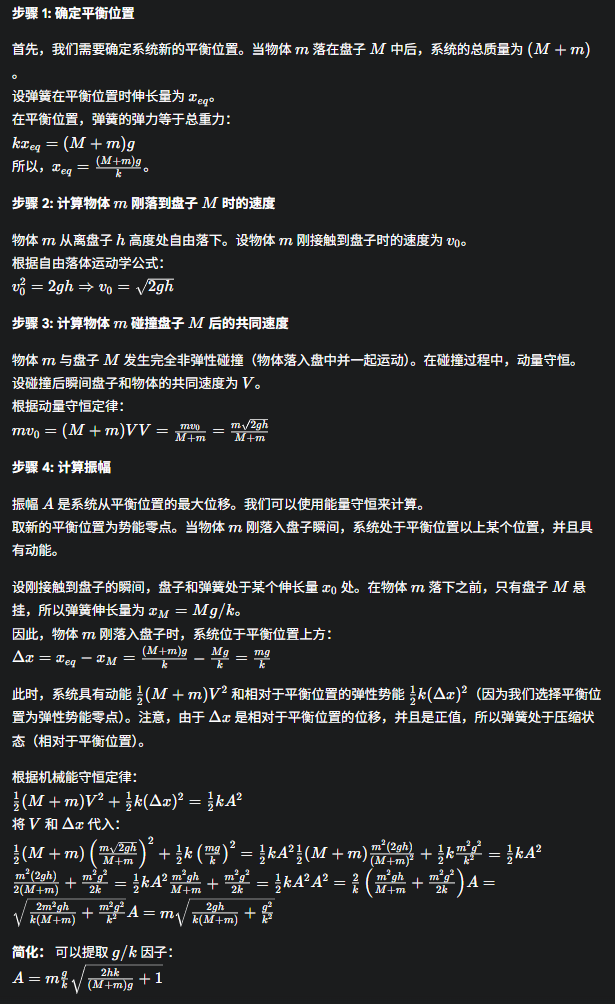 步骤 1: 确定平衡位置
首先，我们需要确定系统新的平衡位置。当物体 $m$ 落在盘子 $M$ 中后，系统的总质量为 $(M+m)$
。
设弹簧在平衡位置时伸长量为 $x_{eq}$。
在平衡位置，弹簧的弹力等于总重力：
$kx_{eq} = (M+m)g$
所以，$x_{eq} = \frac{(M+m)g}{k}$。
步骤 2: 计算物体 $m$ 刚落到盘子 $M$ 时的速度
物体 $m$ 从离盘子 $h$ 高度处自由落下。设物体 $m$ 刚接触到盘子时的速度为 $v_0$。
根据自由落体运动学公式：
$v_0^2 = 2gh \Rightarrow v_0 = \sqrt{2gh}$
步骤 3: 计算物体 $m$ 碰撞盘子 $M$ 后的共同速度
物体 $m$ 与盘子 $M$ 发生完全非弹性碰撞（物体落入盘中并一起运动）。在碰撞过程中，动量守恒。
设碰撞后瞬间盘子和物体的共同速度为 $V$。
根据动量守恒定律：
$mv_0 = (M+m)VV = \frac{mv_0}{M+m} = \frac{m\sqrt{2gh}}{M+m}$
步骤 4: 计算振幅
振幅 $A$ 是系统从平衡位置的最大位移。我们可以使用能量守恒来计算。
取新的平衡位置为势能零点。当物体 $m$ 刚落入盘子瞬间，系统处于平衡位置以上某个位置，并且具
有动能。
设刚接触到盘子的瞬间，盘子和弹簧处于某个伸长量 $x_0$ 处。在物体 $m$ 落下之前，只有盘子 $M$ 悬
挂，所以弹簧伸长量为 $x_M = Mg/k$。
因此，物体 $m$ 刚落入盘子时，系统位于平衡位置上方：
$\Delta x = x_{eq} - x_M = \frac{(M+m)g}{k} - \frac{Mg}{k} = \frac{mg}{k}$
此时，系统具有动能 $\frac{1}{2}(M+m)V^2$ 和相对于平衡位置的弹性势能 $\frac{1}{2}k(\Delta x)^2$（因为我们选择平衡位
置为弹性势能零点）。注意，由于 $\Delta x$ 是相对于平衡位置的位移，并且是正值，所以弹簧处于压缩状
态（相对于平衡位置）。
根据机械能守恒定律：
$\frac{1}{2}(M+m)V^2 + \frac{1}{2}k(\Delta x)^2 = \frac{1}{2}kA^2$
将 $V$ 和 $\Delta x$ 代入：
$\frac{1}{2}(M+m)\left(\frac{m\sqrt{2gh}}{M+m}\right)^2 + \frac{1}{2}k\left(\frac{mg}{k}\right)^2 = \frac{1}{2}kA^2\frac{1}{2}(M+m)\frac{m^2(2gh)}{(M+m)^2} + \frac{1}{2}k\frac{m^2g^2}{k^2} = \frac{1}{2}kA^2$
$\frac{m^2(2gh)}{2(M+m)} + \frac{m^2g^2}{2k} = \frac{1}{2}kA^2\frac{m^2gh}{M+m} + \frac{m^2g^2}{2k} = \frac{1}{2}kA^2A^2 = \frac{2}{k}\left(\frac{m^2gh}{M+m} + \frac{m^2g^2}{2k}\right)A =$
$\sqrt{\frac{2m^2gh}{k(M+m)} + \frac{m^2g^2}{k^2}}A = m\sqrt{\frac{2gh}{k(M+m)} + \frac{g^2}{k^2}}$
简化： 可以提取 $g/k$ 因子：
$A = m\frac{g}{k}\sqrt{\frac{2hk}{(M+m)g} + 1}$